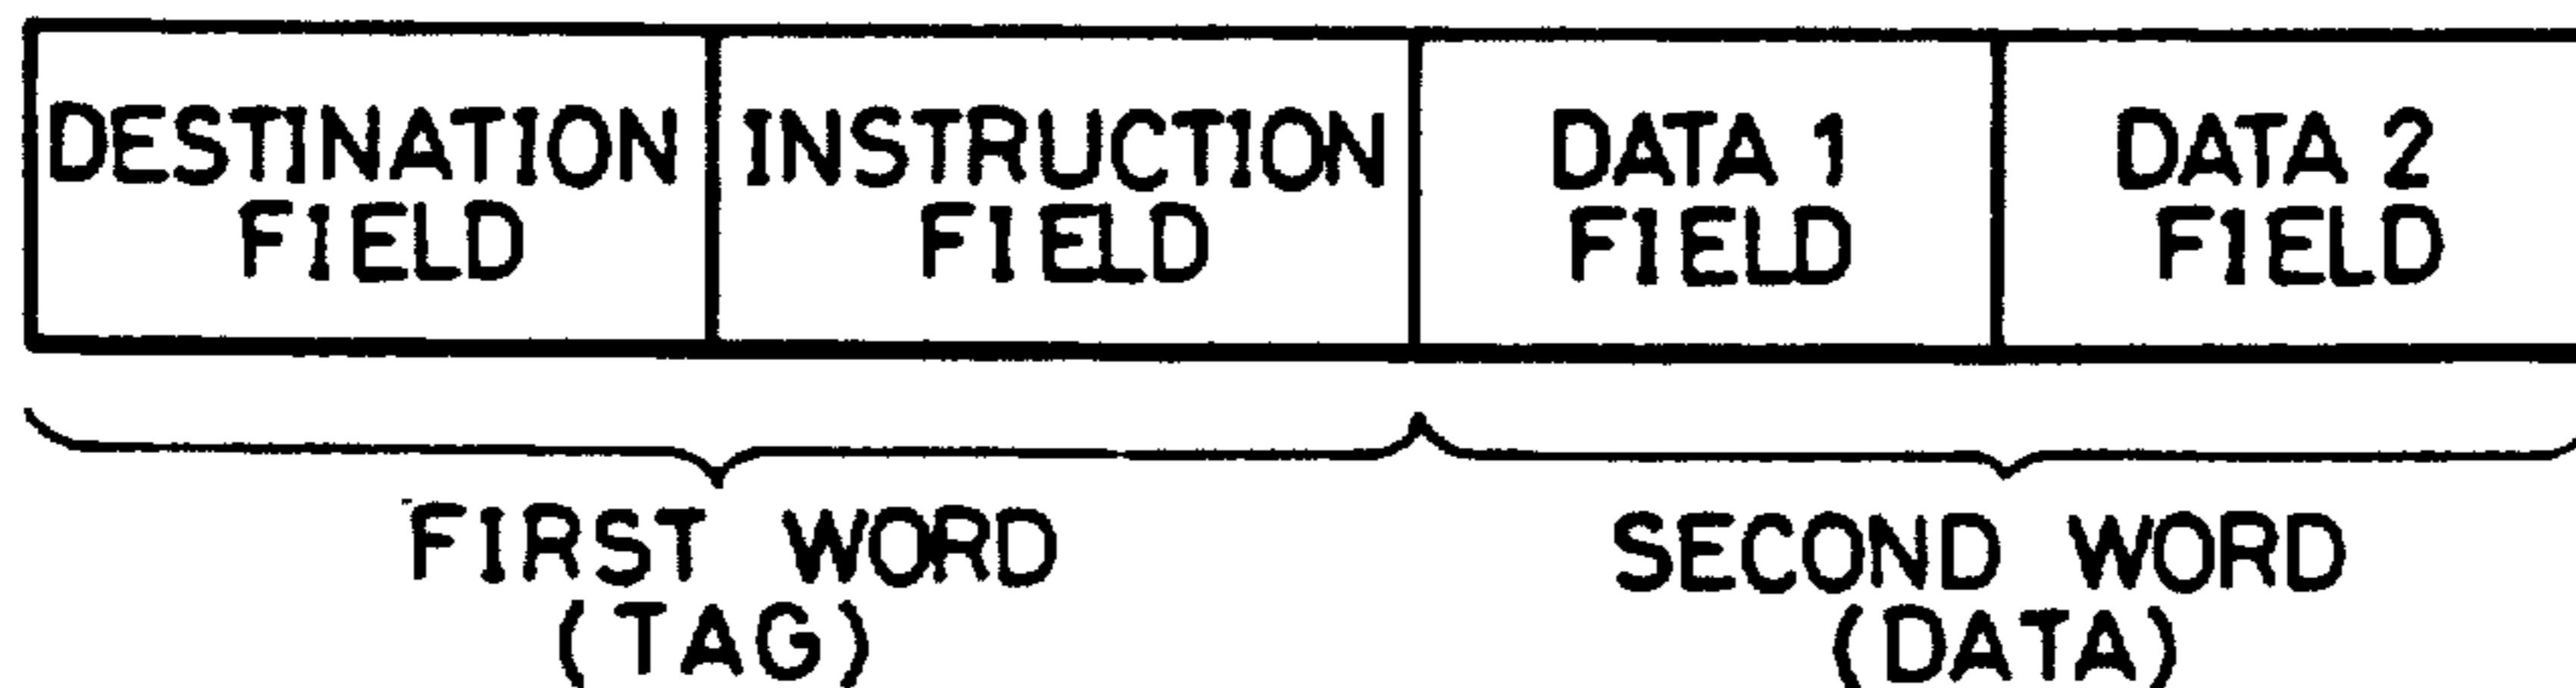 DESTINATION FIELD
INSTRUCTION FIELD
DATA 1 FIELD
DATA 2 FIELD
FIRST WORD
(TAG)
SECOND WORD
(DATA)